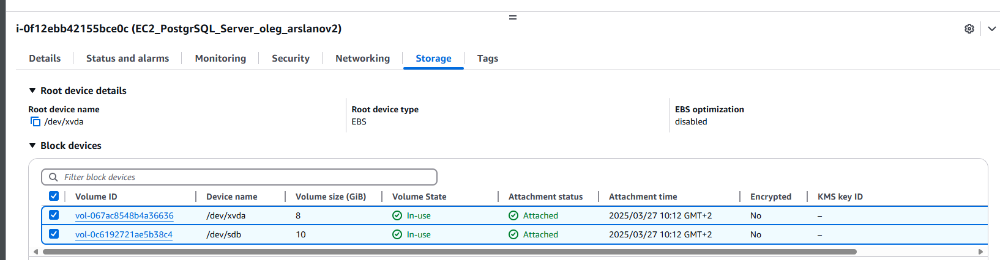 i-0f12ebb42155bce0c (EC2_PostgrSQL_Server_oleg_arslanov2)
Details Status and alarms Monitoring Security Networking Storage Tags
Root device details
Root device name Root device type EBS optimization
/dev/xvda EBS disabled
Block devices
Filter block devices
Volume ID Device name Volume size (GiB) Volume State Attachment status Attachment time Encrypted KMS key ID
vol-067ac8548b4a36636 /dev/xvda 8 In-use Attached 2025/03/27 10:12 GMT+2 No –
vol-0c6192721ae5b38c4 /dev/sdb 10 In-use Attached 2025/03/27 10:12 GMT+2 No –